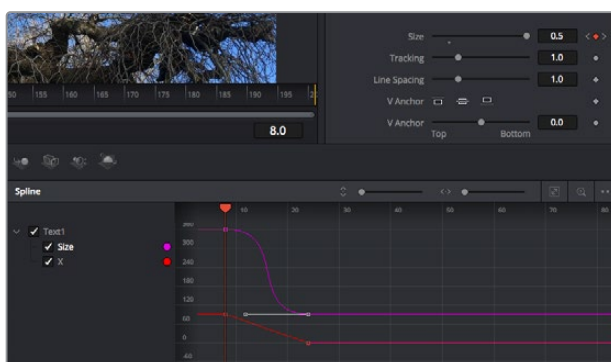 Size 0.5
Tracking 1.0
Line Spacing 1.0
V Anchor
V Anchor 0.0
Top Bottom
50 155 160 165 170 175 180 185 190 195
8.0
Spline
10 20 30 40 50 60 70 80
Text1
Size
X
300
240
180
120
60
0
-60